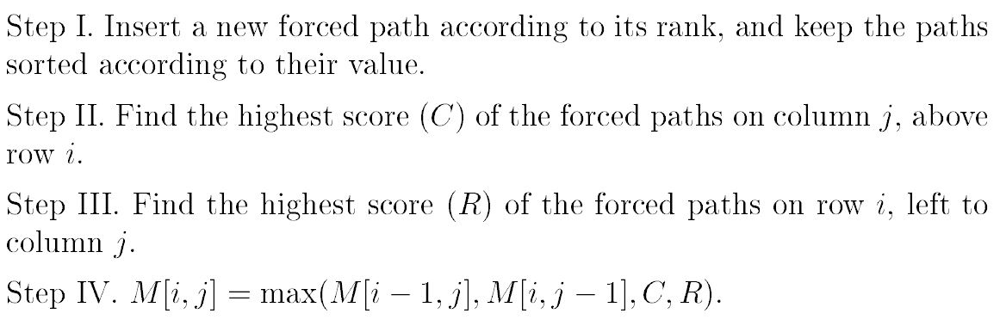 Step I. Insert a new forced path according to its rank, and keep the paths
sorted according to their value.
Step II. Find the highest score (C) of the forced paths on column j, above
row i.
Step III. Find the highest score (R) of the forced paths on row i, left to
column j.
Step IV. M[i, j] = max(M[i − 1, j], M[i, j − 1], C, R).